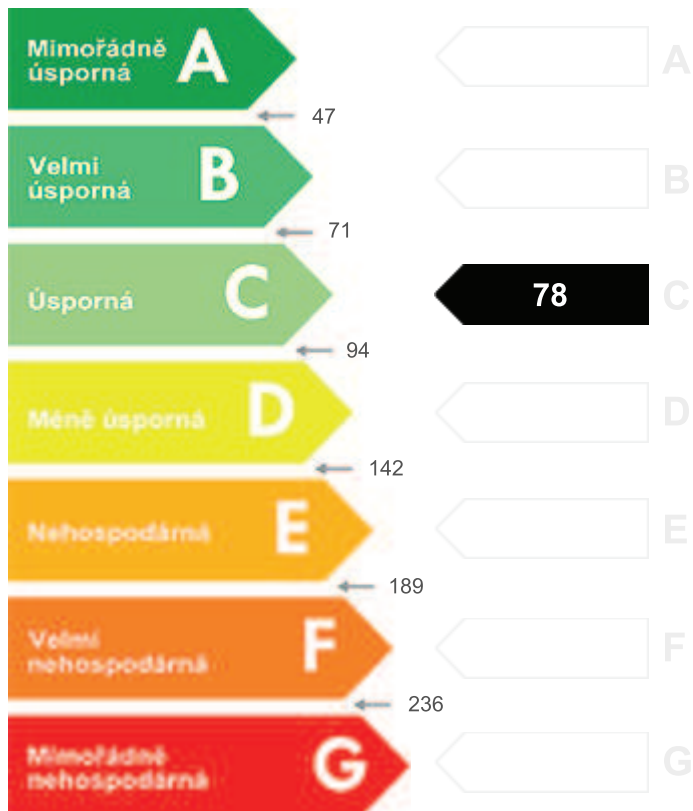 Mimořádně
úsporná
A
A
47
Velmi
úsporná
B
B
71
Úsporná
C
78
C
94
Méně úsporná
D
D
142
Nehospodárná
E
E
189
Velmi
nehospodárná
F
F
236
Mimořádně
nehospodárná
G
G